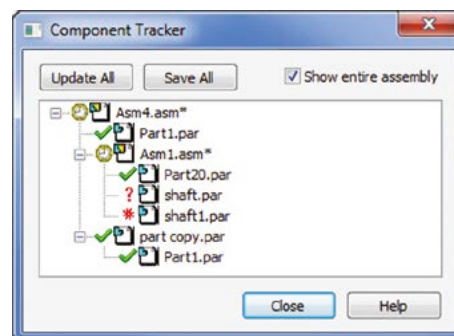 Component Tracker
Update All Save All Show entire assembly
Asm4.asm*
Part1.par
Asm1.asm*
Part20.par
? shaft.par
* shaft1.par
part copy.par
Part1.par
Close Help